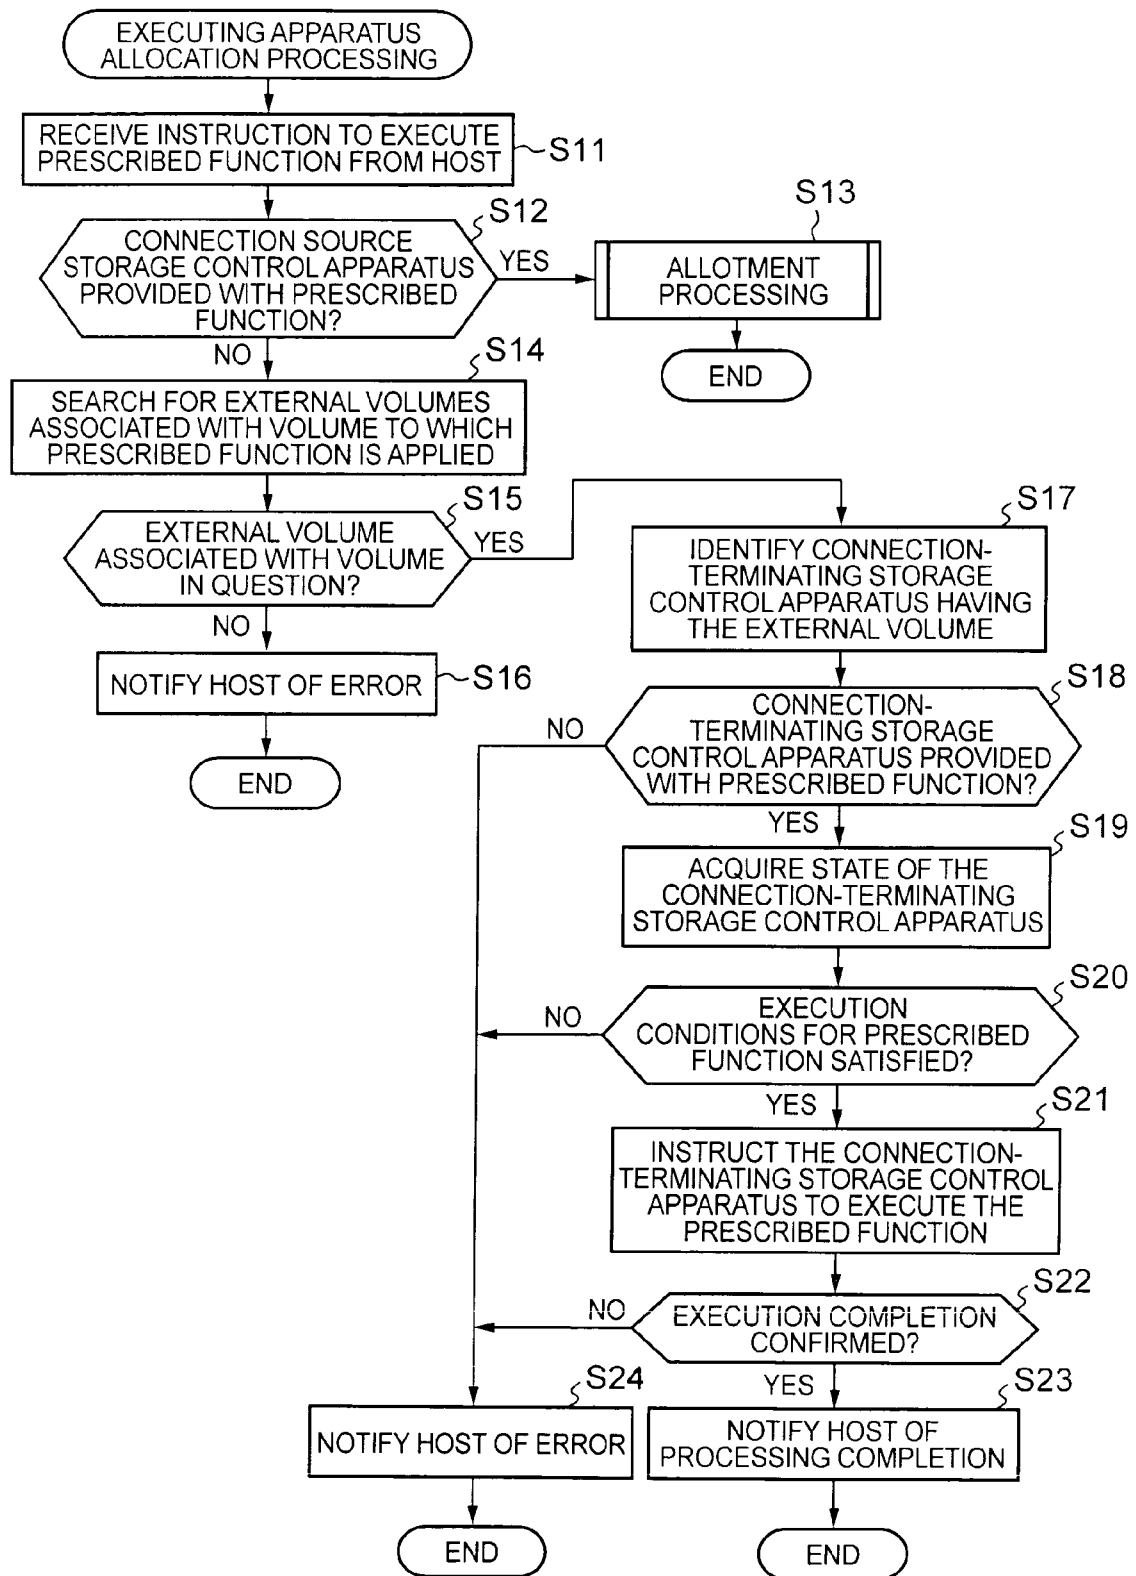 EXECUTING APPARATUS
ALLOCATION PROCESSING
RECEIVE INSTRUCTION TO EXECUTE
PRESCRIBED FUNCTION FROM HOST
S11
S12
CONNECTION SOURCE
STORAGE CONTROL APPARATUS
PROVIDED WITH PRESCRIBED
FUNCTION?
YES
S13
ALLOTMENT
PROCESSING
END
NO
S14
SEARCH FOR EXTERNAL VOLUMES
ASSOCIATED WITH VOLUME TO WHICH
PRESCRIBED FUNCTION IS APPLIED
S15
EXTERNAL VOLUME
ASSOCIATED WITH VOLUME
IN QUESTION?
YES
NO
NOTIFY HOST OF ERROR
S16
END
S17
IDENTIFY CONNECTION-
TERMINATING STORAGE
CONTROL APPARATUS HAVING
THE EXTERNAL VOLUME
S18
CONNECTION-
TERMINATING STORAGE
CONTROL APPARATUS PROVIDED
WITH PRESCRIBED FUNCTION?
NO
YES
S19
ACQUIRE STATE OF THE
CONNECTION-TERMINATING
STORAGE CONTROL APPARATUS
S20
EXECUTION
CONDITIONS FOR PRESCRIBED
FUNCTION SATISFIED?
NO
YES
S21
INSTRUCT THE CONNECTION-
TERMINATING STORAGE CONTROL
APPARATUS TO EXECUTE THE
PRESCRIBED FUNCTION
S22
EXECUTION COMPLETION
CONFIRMED?
NO
YES
S24
NOTIFY HOST OF ERROR
END
S23
NOTIFY HOST OF
PROCESSING COMPLETION
END